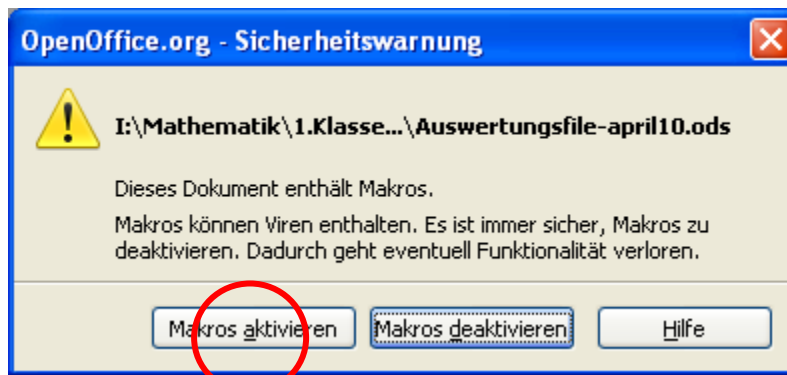 OpenOffice.org - Sicherheitswarnung
I:\Mathematik\1.Klasse...\Auswertungsfile-april10.ods
Dieses Dokument enthält Makros.
Makros können Viren enthalten. Es ist immer sicher, Makros zu
deaktivieren. Dadurch geht eventuell Funktionalität verloren.
Makros aktivieren Makros deaktivieren Hilfe